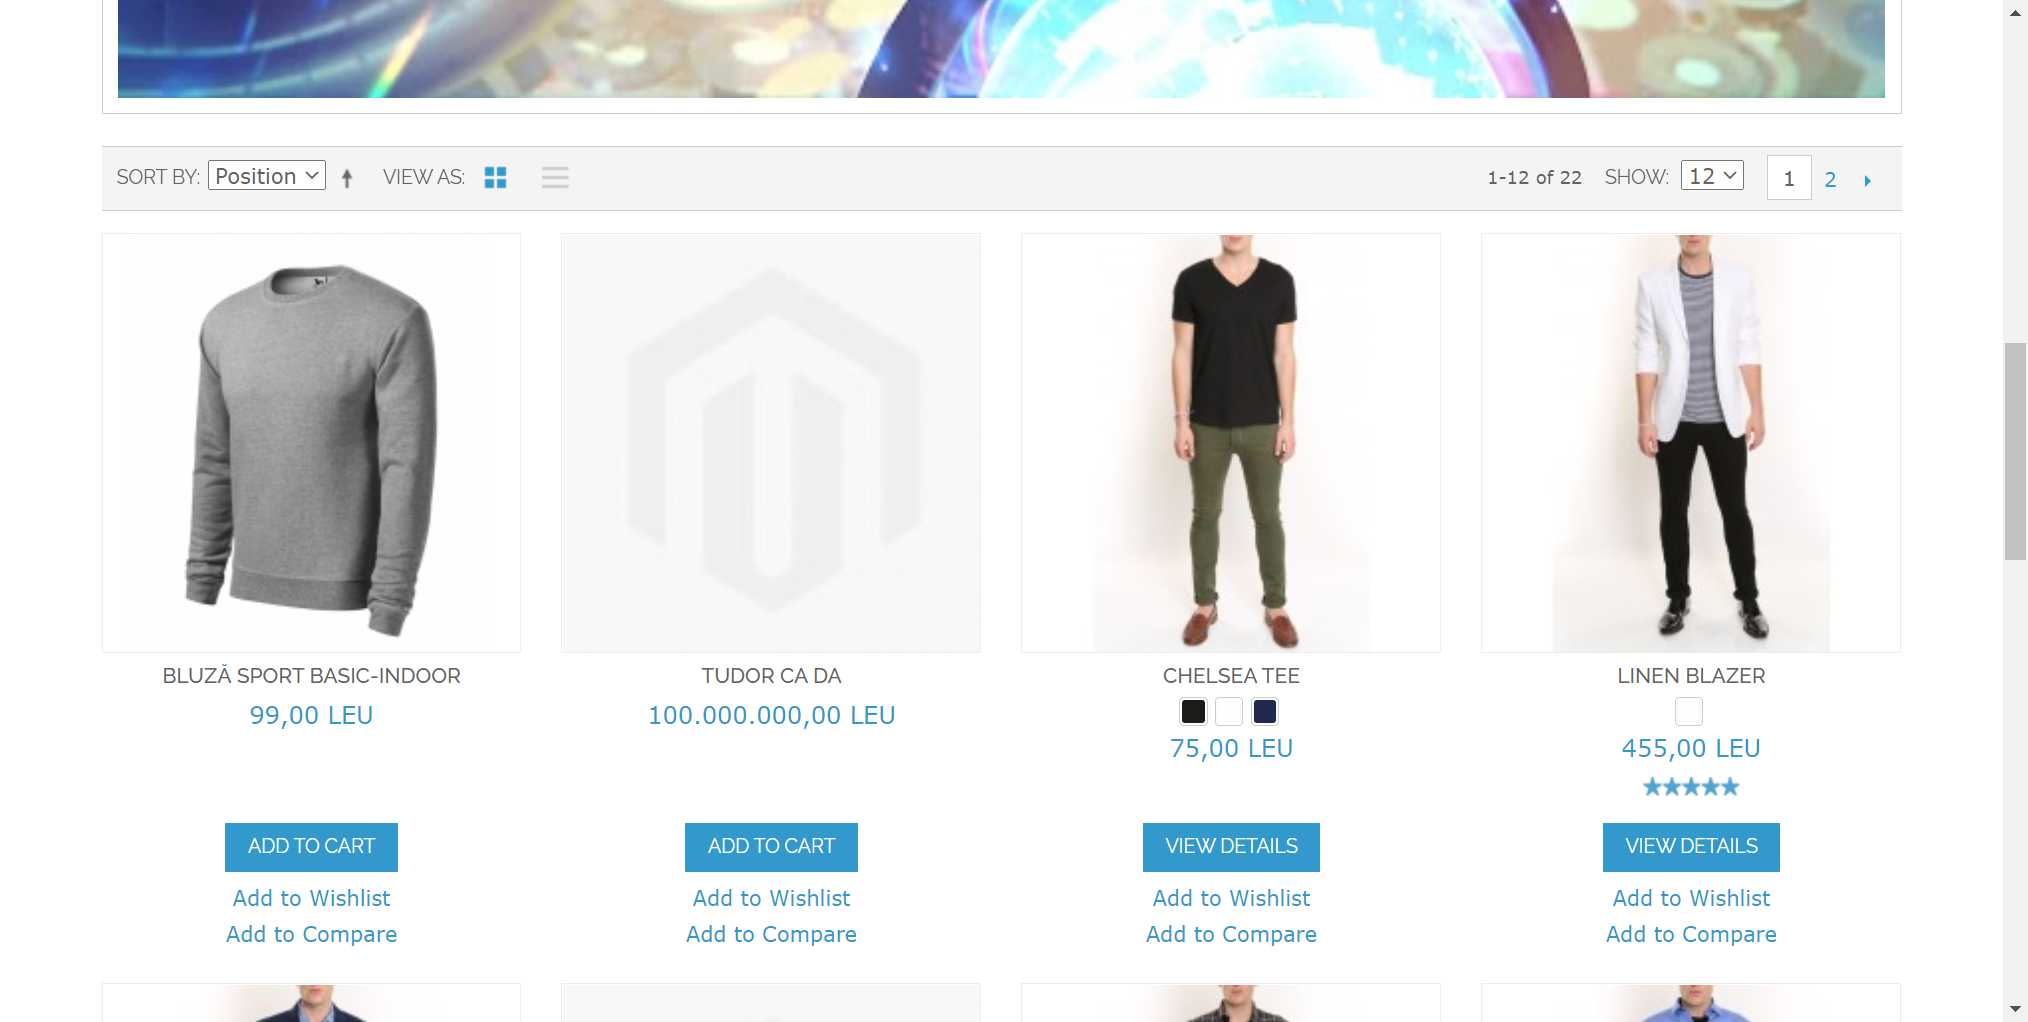 SORT BY: Position VIEW AS: 1-12 of 22 SHOW: 12 1 2
BLUZĂ SPORT BASIC-INDOOR
99,00 LEU
ADD TO CART
Add to Wishlist
Add to Compare
TUDOR CA DA
100.000.000,00 LEU
ADD TO CART
Add to Wishlist
Add to Compare
CHELSEA TEE
75,00 LEU
VIEW DETAILS
Add to Wishlist
Add to Compare
LINEN BLAZER
455,00 LEU
VIEW DETAILS
Add to Wishlist
Add to Compare